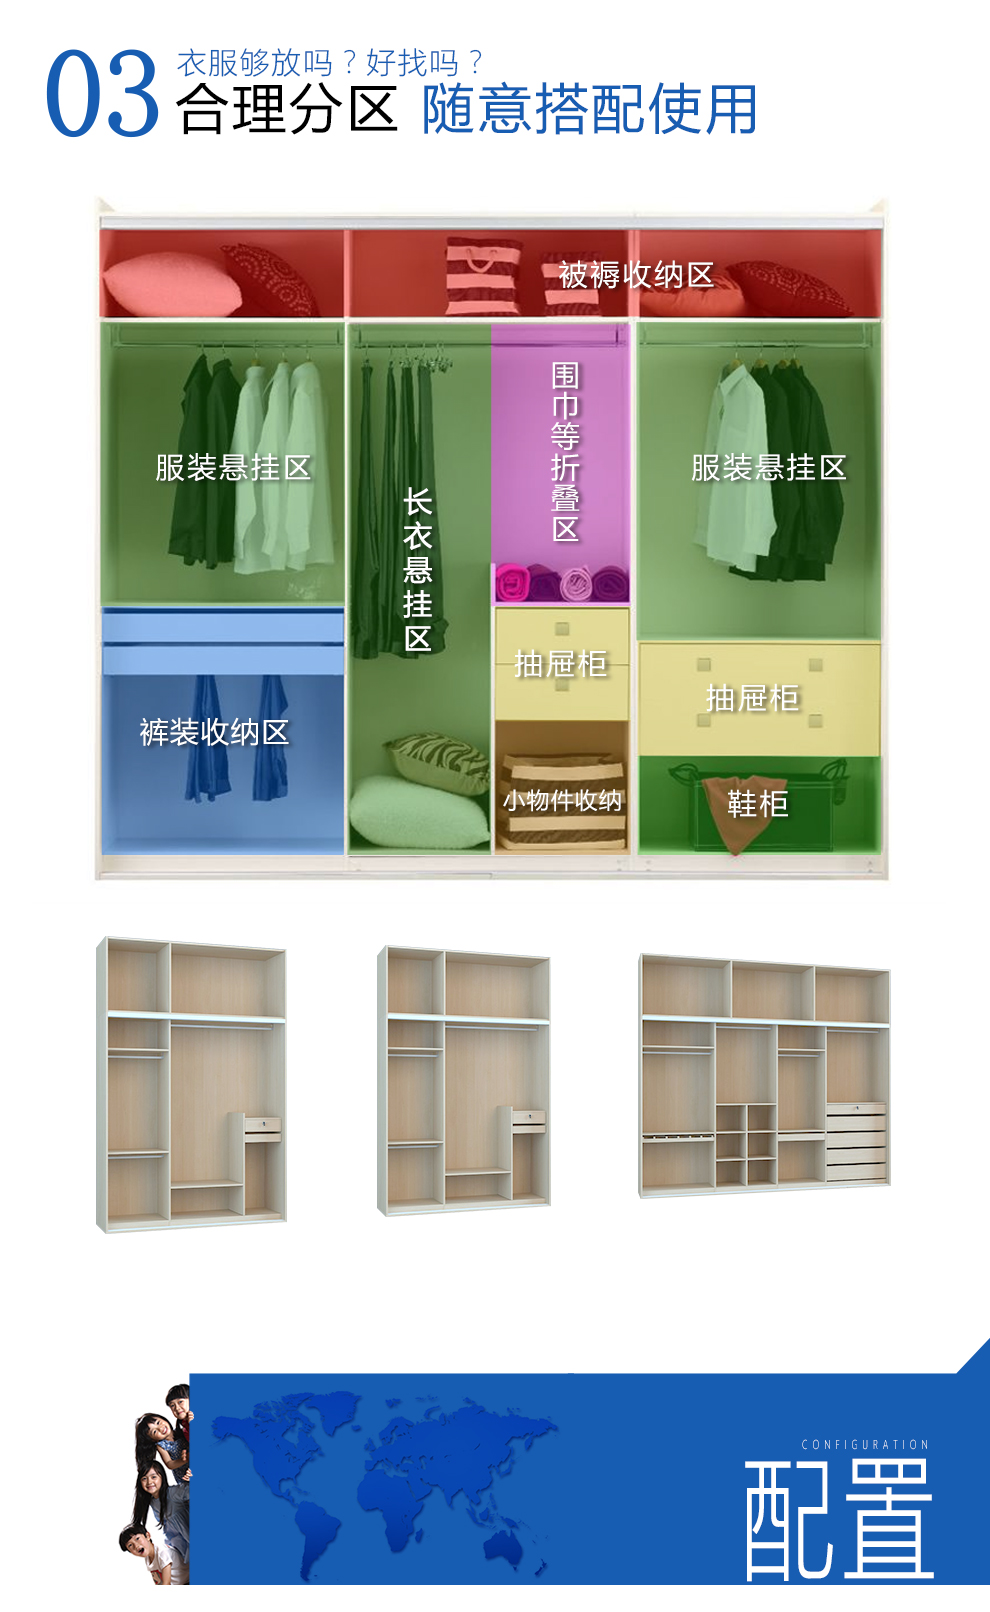 03
衣服够放吗？好找吗？
合理分区 随意搭配使用
被褥收纳区
服装悬挂区
长衣悬挂区
围巾等折叠区
服装悬挂区
抽屉柜
抽屉柜
裤装收纳区
小物件收纳
鞋柜
CONFIGURATION
配置